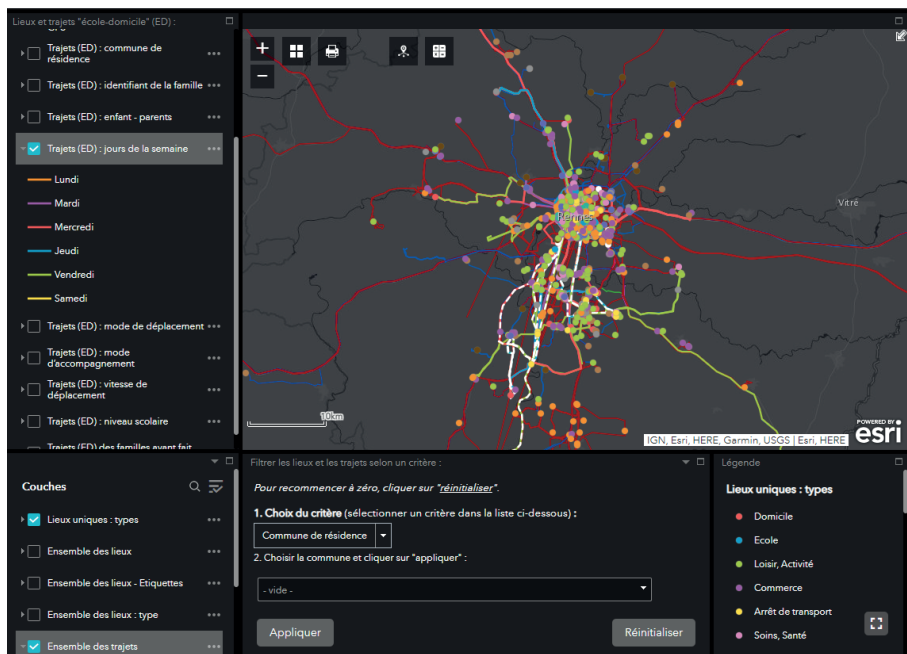 Lieux et trajets "école-domicile" (ED) :
Trajets (ED) : commune de
résidence
Trajets (ED) : identifiant de la famille
Trajets (ED) : enfant - parents
Trajets (ED) : jours de la semaine
Lundi
Mardi
Mercredi
Jeudi
Vendredi
Samedi
Trajets (ED) : mode de déplacement
Trajets (ED) : mode
d'accompagnement
Trajets (ED) : vitesse de
déplacement
Trajets (ED) : niveau scolaire
Trajets (ED) des familles ayant fait
Rennes
Vitré
10km
IGN, Esri, HERE, Garmin, USGS | Esri, HERE
POWERED BY
esri
Couches
Lieux uniques : types
Ensemble des lieux
Ensemble des lieux - Etiquettes
Ensemble des lieux : type
Ensemble des trajets
Filtrer les lieux et les trajets selon un critère :
Pour recommencer à zéro, cliquer sur "réinitialiser".
1. Choix du critère (sélectionner un critère dans la liste ci-dessous) :
Commune de résidence
2. Choisir la commune et cliquer sur "appliquer" :
- vide -
Appliquer
Réinitialiser
Légende
Lieux uniques : types
Domicile
Ecole
Loisir, Activité
Commerce
Arrêt de transport
Soins, Santé